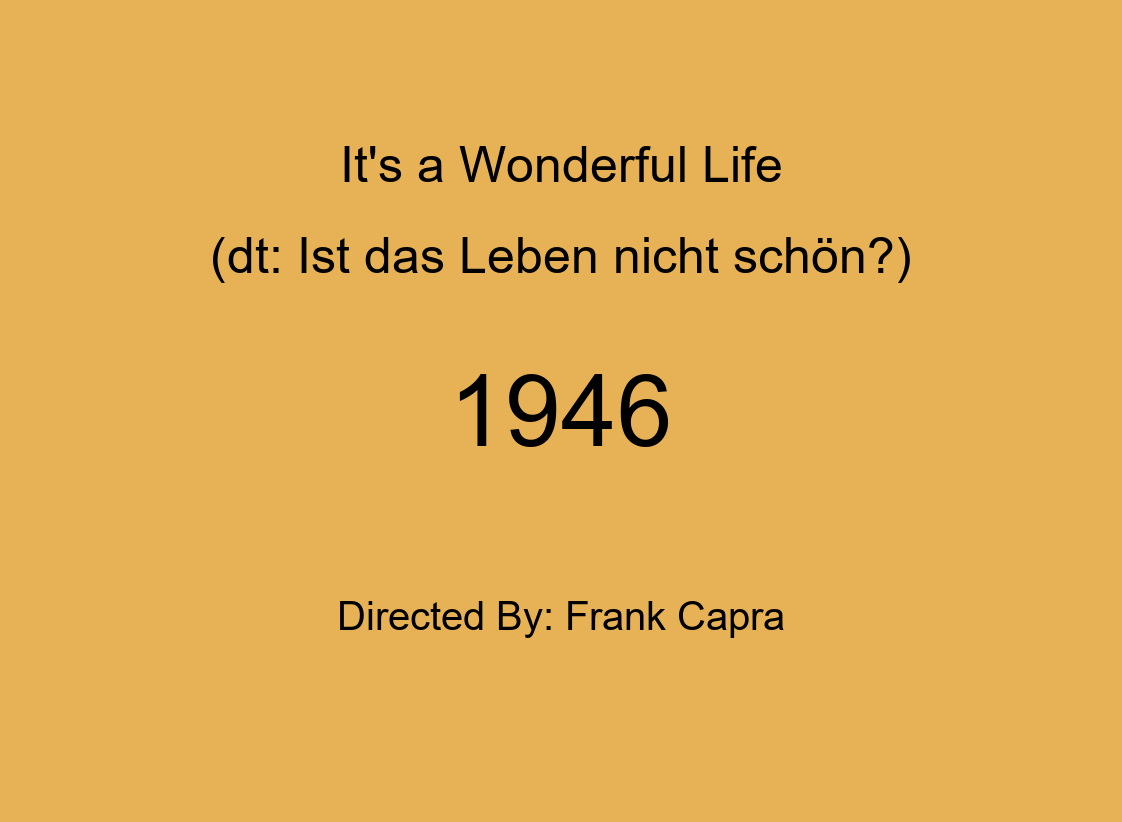 It's a Wonderful Life
(dt: Ist das Leben nicht schön?)
1946
Directed By: Frank Capra